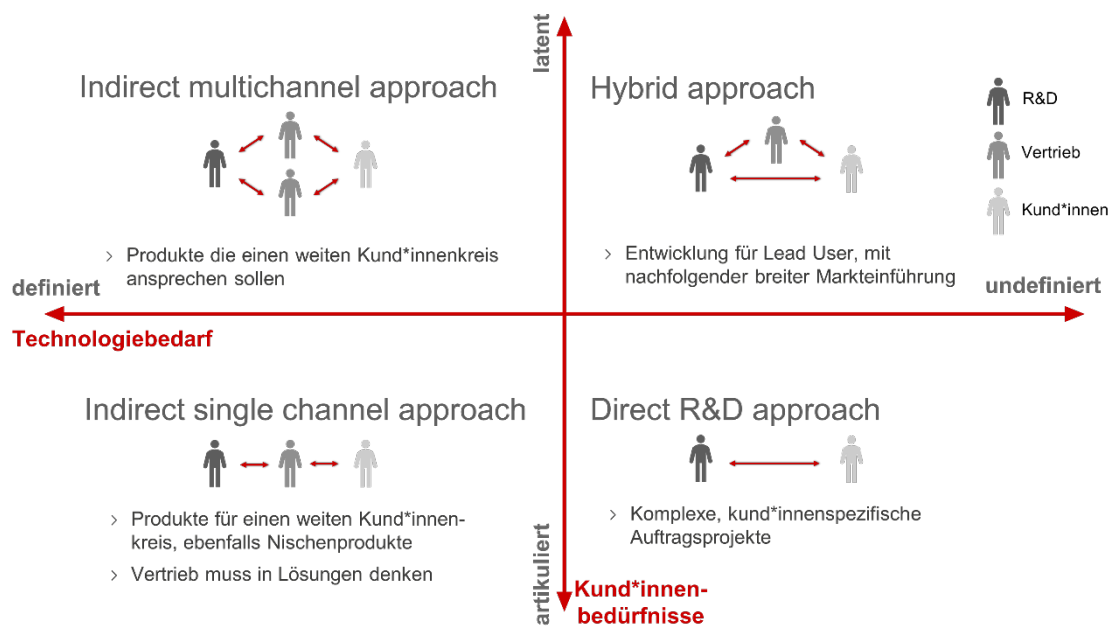 latent
Indirect multichannel approach
Hybrid approach
R&D
Vertrieb
Kund*innen
> Produkte die einen weiten Kund*innenkreis
ansprechen sollen
> Entwicklung für Lead User, mit
nachfolgender breiter Markteinführung
definiert
undefiniert
Technologiebedarf
Indirect single channel approach
Direct R&D approach
> Produkte für einen weiten Kund*innen-
kreis, ebenfalls Nischenprodukte
> Vertrieb muss in Lösungen denken
> Komplexe, kund*innenspezifische
Auftragsprojekte
artikuliert
Kund*innen-
bedürfnisse